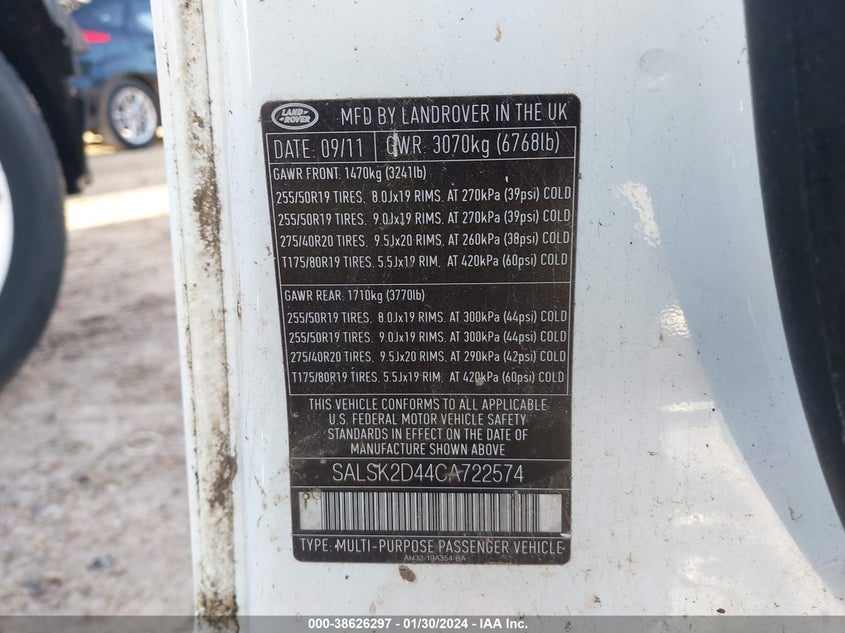 LAND ROVER
MFD BY LANDROVER IN THE UK
DATE: 09/11 GWR: 3070kg (6768lb)
GAWR FRONT: 1470kg (3241lb)
255/50R19 TIRES, 8.0Jx19 RIMS, AT 270kPa (39psi) COLD
255/50R19 TIRES, 9.0Jx19 RIMS, AT 270kPa (39psi) COLD
275/40R20 TIRES, 9.5Jx20 RIMS, AT 260kPa (38psi) COLD
T175/80R19 TIRES, 5.5Jx19 RIM, AT 420kPa (60psi) COLD
GAWR REAR: 1710kg (3770lb)
255/50R19 TIRES, 8.0Jx19 RIMS, AT 300kPa (44psi) COLD
255/50R19 TIRES, 9.0Jx19 RIMS, AT 300kPa (44psi) COLD
275/40R20 TIRES, 9.5Jx20 RIMS, AT 290kPa (42psi) COLD
T175/80R19 TIRES, 5.5Jx19 RIM, AT 420kPa (60psi) COLD
THIS VEHICLE CONFORMS TO ALL APPLICABLE
U.S. FEDERAL MOTOR VEHICLE SAFETY
STANDARDS IN EFFECT ON THE DATE OF
MANUFACTURE SHOWN ABOVE
SALSK2D44CA722574
TYPE: MULTI-PURPOSE PASSENGER VEHICLE
AH32-19A354-BA
000-38626297 - 01/30/2024 - IAA Inc.